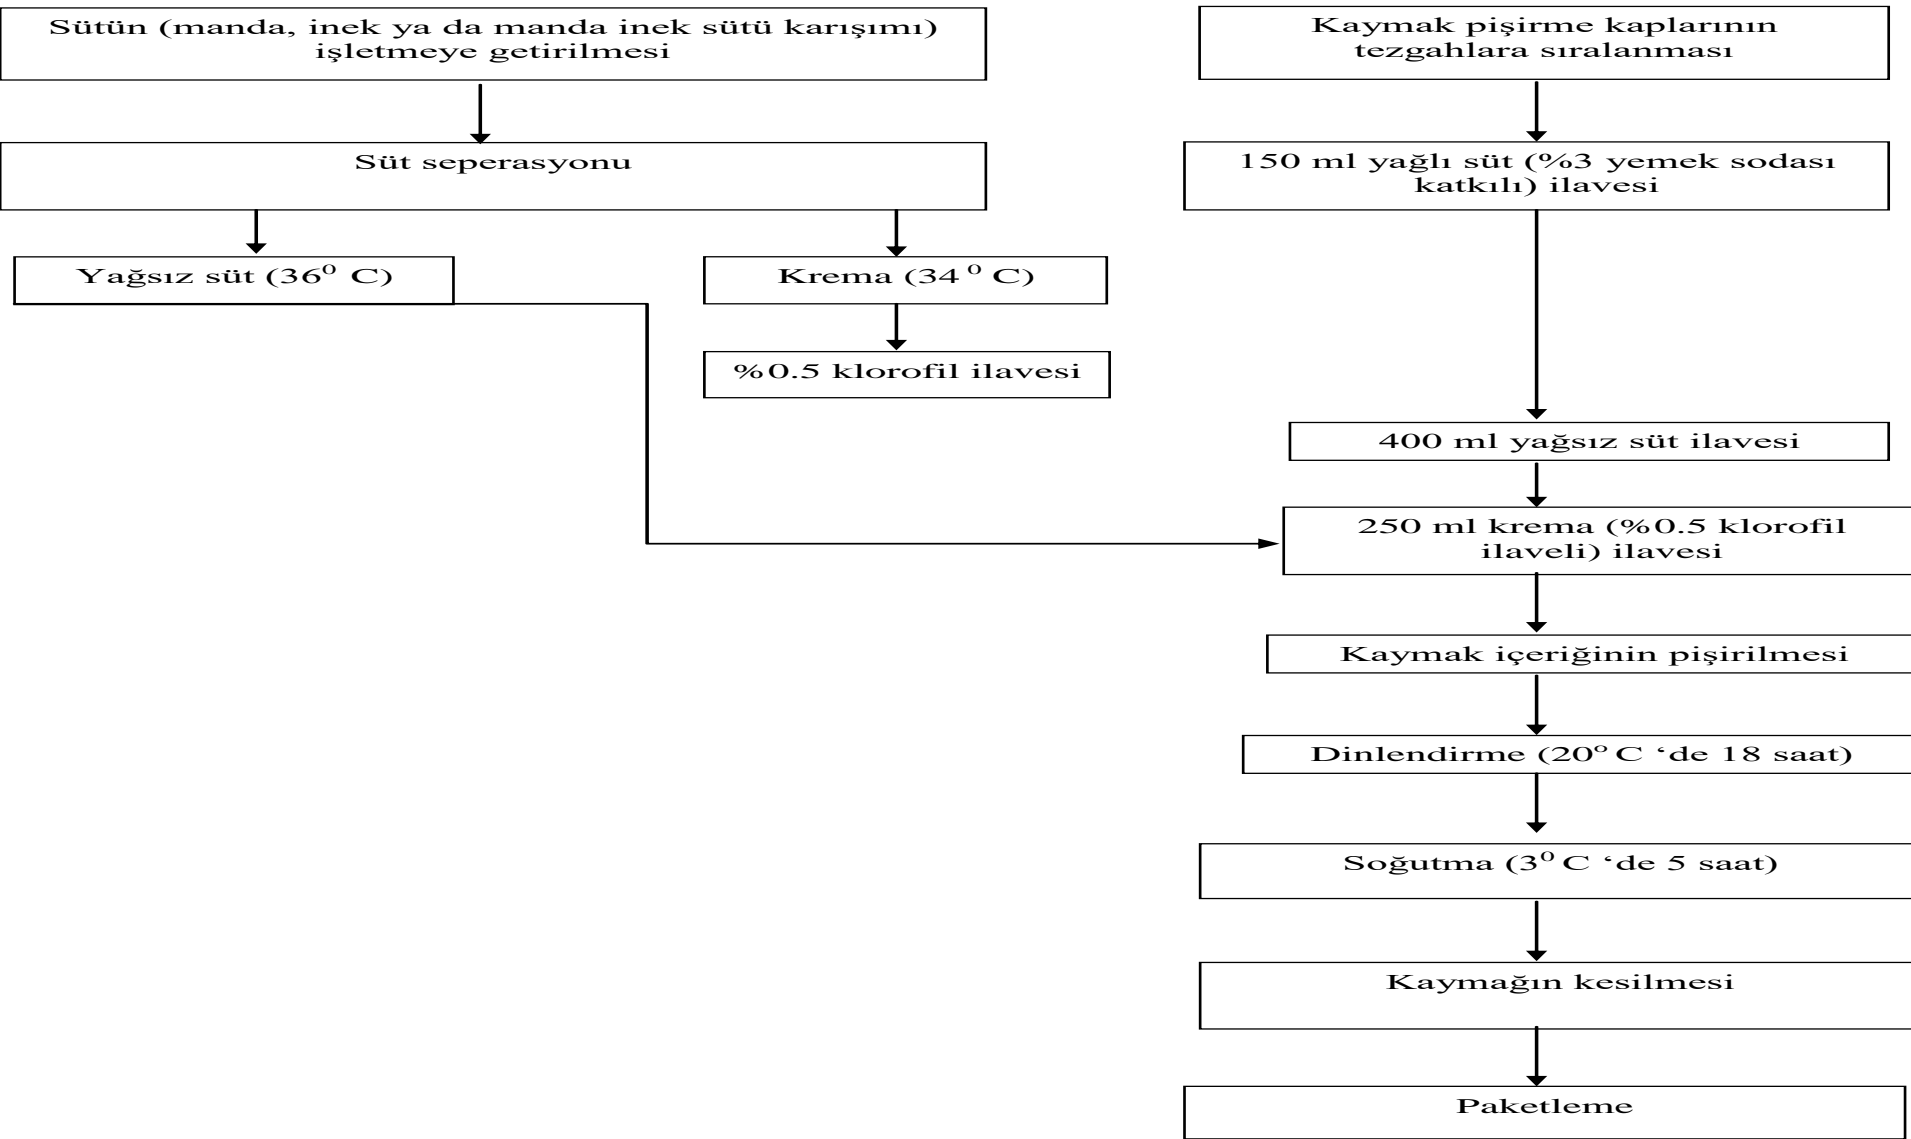 Sütün (manda, inek ya da manda inek sütü karışımı)
işletmeye getirilmesi
Süt seperasyonu
Yağsız süt (36⁰ C)
Krema (34 ⁰ C)
%0.5 klorofil ilavesi
Kaymak pişirme kaplarının
tezgahlara sıralanması
150 ml yağlı süt (%3 yemek sodası
katkılı) ilavesi
400 ml yağsız süt ilavesi
250 ml krema (%0.5 klorofil
ilaveli) ilavesi
Kaymak içeriğinin pişirilmesi
Dinlendirme (20⁰ C ‘de 18 saat)
Soğutma (3⁰ C ‘de 5 saat)
Kaymağın kesilmesi
Paketleme